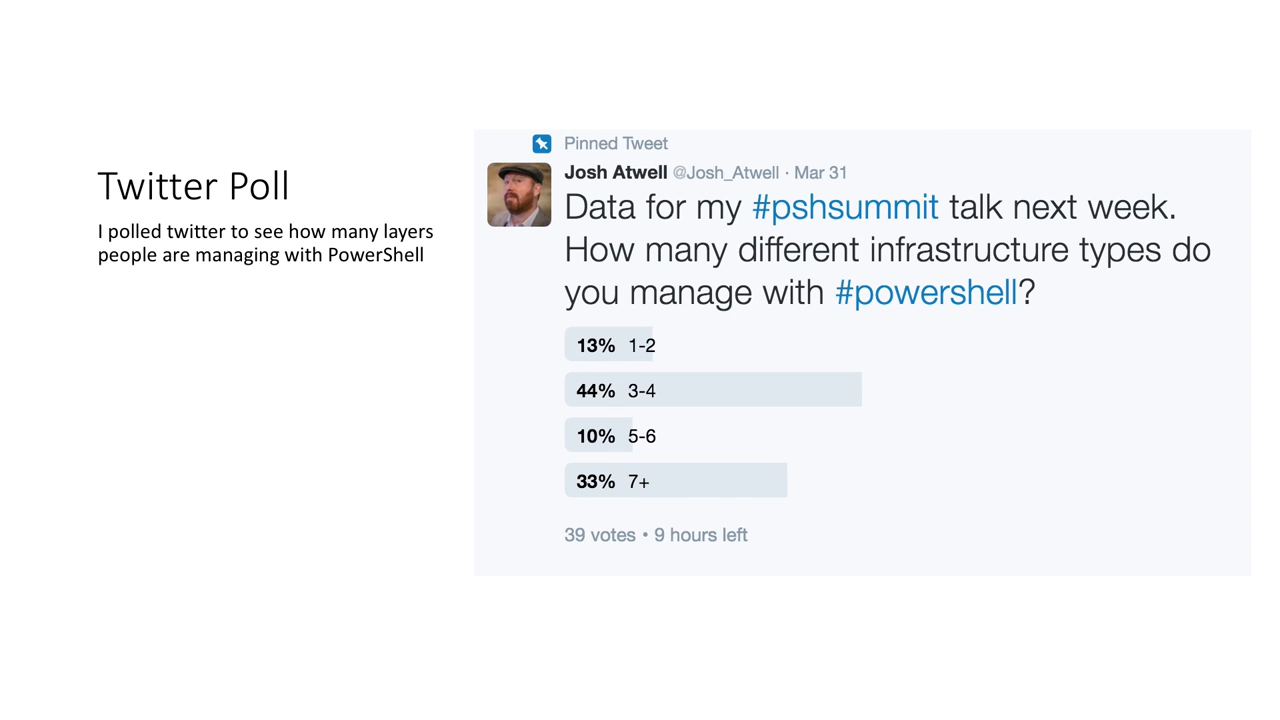 Twitter Poll
I polled twitter to see how many layers
people are managing with PowerShell
Pinned Tweet
Josh Atwell @Josh_Atwell · Mar 31
Data for my #pshsummit talk next week.
How many different infrastructure types do
you manage with #powershell?
13% 1-2
44% 3-4
10% 5-6
33% 7+
39 votes • 9 hours left